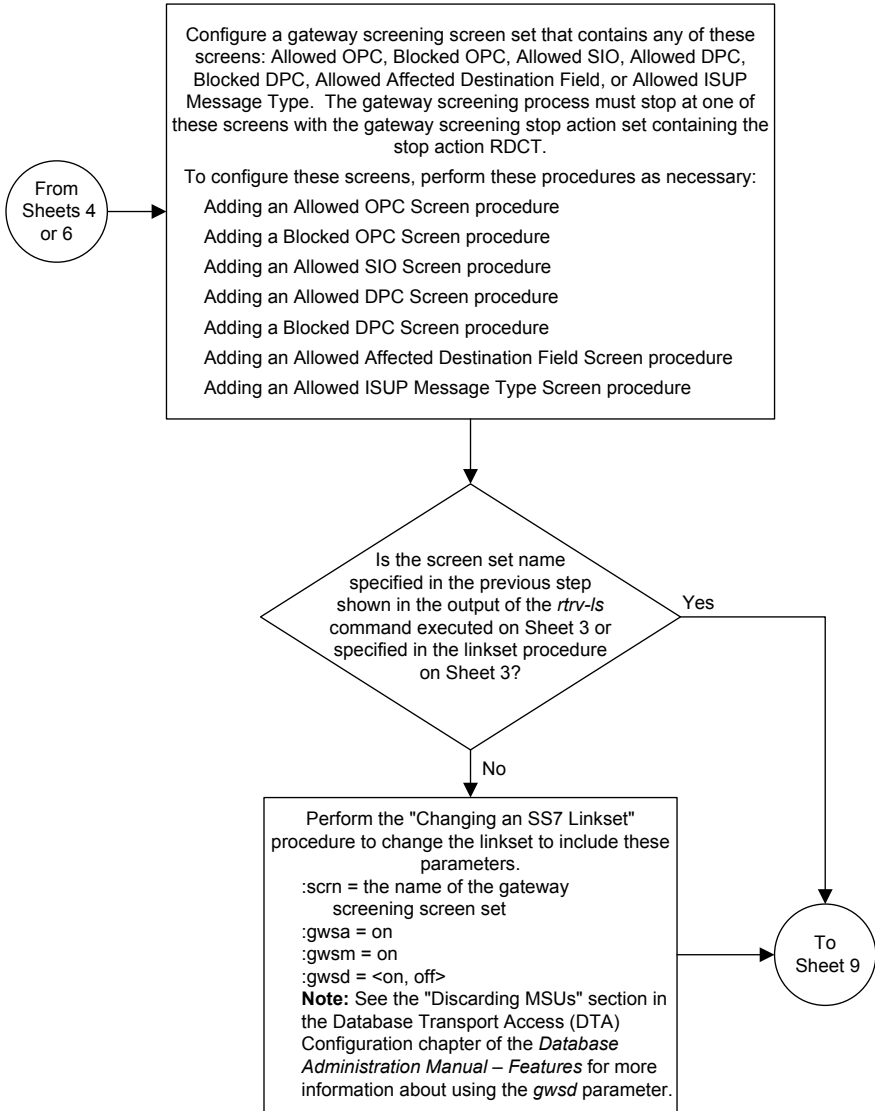 Configure a gateway screening screen set that contains any of these
screens: Allowed OPC, Blocked OPC, Allowed SIO, Allowed DPC,
Blocked DPC, Allowed Affected Destination Field, or Allowed ISUP
Message Type.  The gateway screening process must stop at one of
these screens with the gateway screening stop action set containing the
stop action RDCT.
To configure these screens, perform these procedures as necessary:
Adding an Allowed OPC Screen procedure
Adding a Blocked OPC Screen procedure
Adding an Allowed SIO Screen procedure
Adding an Allowed DPC Screen procedure
Adding a Blocked DPC Screen procedure
Adding an Allowed Affected Destination Field Screen procedure
Adding an Allowed ISUP Message Type Screen procedure
From
Sheets 4
or 6
Is the screen set name
specified in the previous step
shown in the output of the rtrv-ls
command executed on Sheet 3 or
specified in the linkset procedure
on Sheet 3?
Yes
No
Perform the "Changing an SS7 Linkset"
procedure to change the linkset to include these
parameters.
:scrn = the name of the gateway
screening screen set
:gwsa = on
:gwsm = on
:gwsd = <on, off>
Note: See the "Discarding MSUs" section in
the Database Transport Access (DTA)
Configuration chapter of the Database
Administration Manual – Features for more
information about using the gwsd parameter.
To
Sheet 9